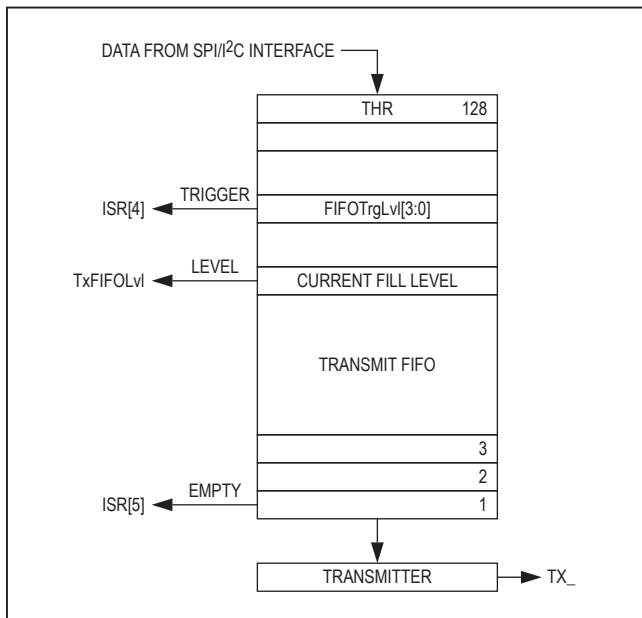 DATA FROM SPI/I2C INTERFACE
THR 128
TRIGGER
ISR[4]
FIFOTrgLvl[3:0]
LEVEL
TxFIFOLvl
CURRENT FILL LEVEL
TRANSMIT FIFO
3
2
EMPTY
ISR[5]
1
TRANSMITTER
TX_